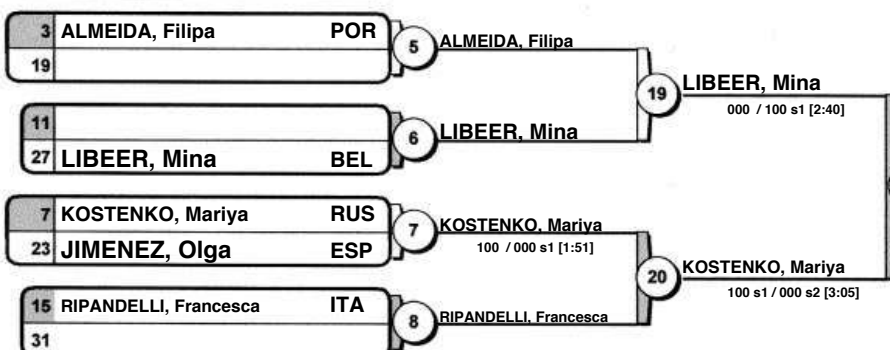 3 ALMEIDA, Filipa POR
19
5 ALMEIDA, Filipa
11
27 LIBEER, Mina BEL
6 LIBEER, Mina
19 LIBEER, Mina
000 / 100 s1 [2:40]
7 KOSTENKO, Mariya RUS
23 JIMENEZ, Olga ESP
7 KOSTENKO, Mariya
100 / 000 s1 [1:51]
15 RIPANDELLI, Francesca ITA
31
8 RIPANDELLI, Francesca
20 KOSTENKO, Mariya
100 s1 / 000 s2 [3:05]